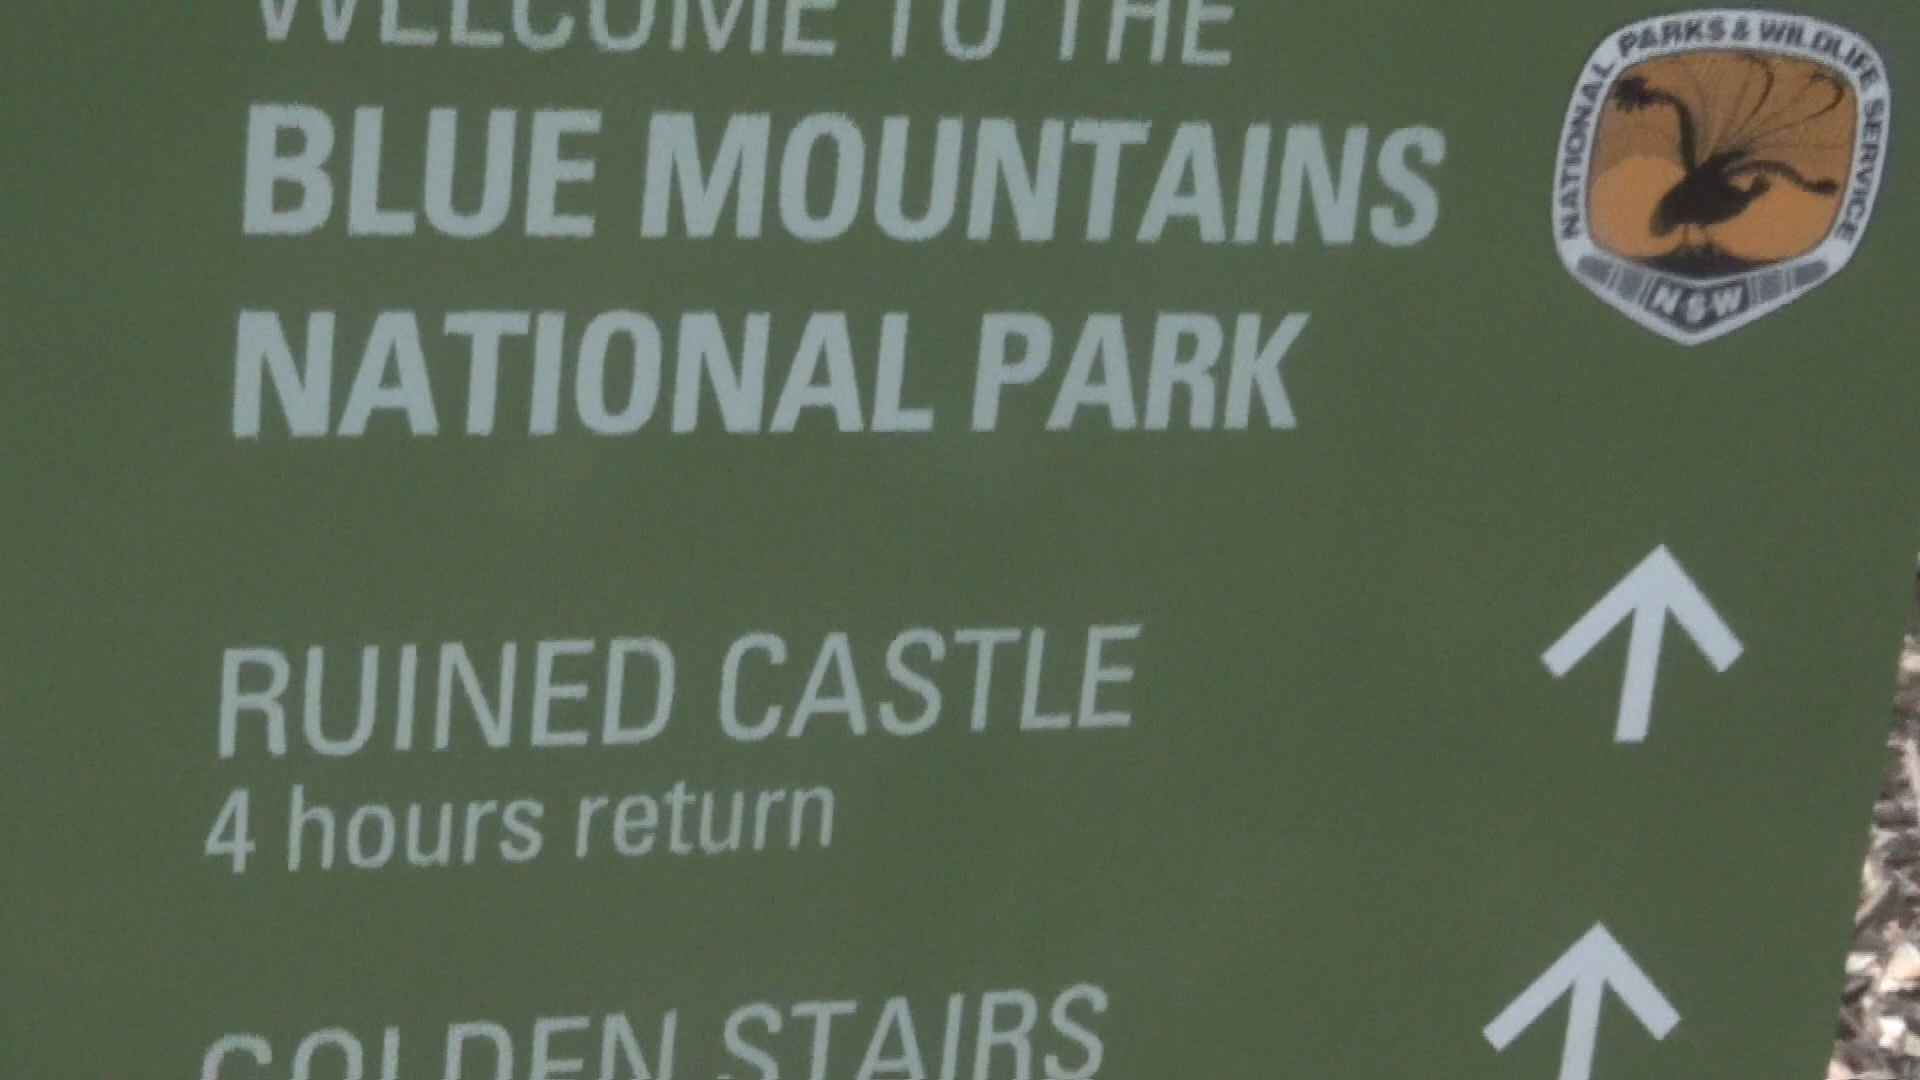 WELCOME TO THE
BLUE MOUNTAINS
NATIONAL PARK
NATIONAL PARKS & WILDLIFE SERVICE
NSW
RUINED CASTLE
4 hours return
GOLDEN STAIRS